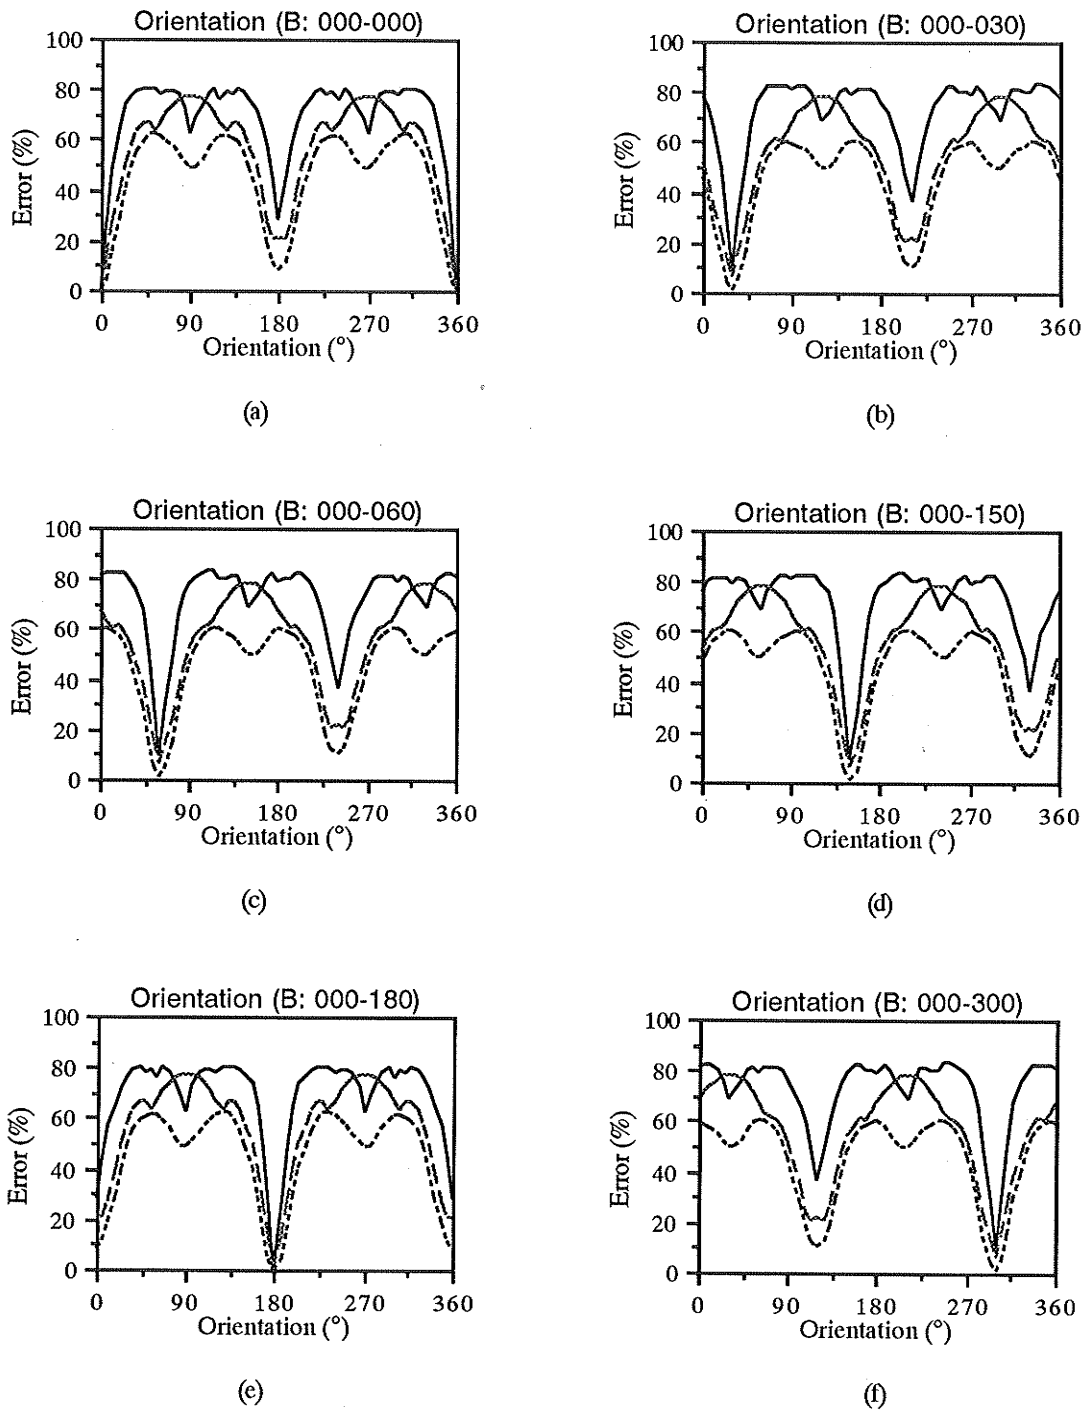 Orientation (B: 000-000)
100
80
60
40
20
0
Error (%)
0 90 180 270 360
Orientation (°)
(a)
Orientation (B: 000-030)
100
80
60
40
20
0
Error (%)
0 90 180 270 360
Orientation (°)
(b)
Orientation (B: 000-060)
100
80
60
40
20
0
Error (%)
0 90 180 270 360
Orientation (°)
(c)
Orientation (B: 000-150)
100
80
60
40
20
0
Error (%)
0 90 180 270 360
Orientation (°)
(d)
Orientation (B: 000-180)
100
80
60
40
20
0
Error (%)
0 90 180 270 360
Orientation (°)
(e)
Orientation (B: 000-300)
100
80
60
40
20
0
Error (%)
0 90 180 270 360
Orientation (°)
(f)